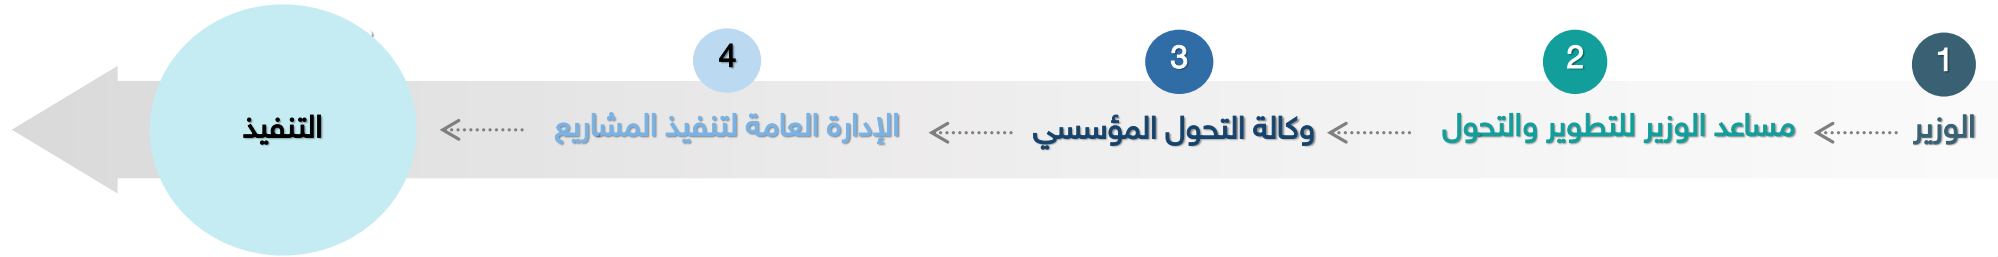 1
الوزير
2
مساعد الوزير للتطوير والتحول
3
وكالة التحول المؤسسي
4
الإدارة العامة لتنفيذ المشاريع
التنفيذ